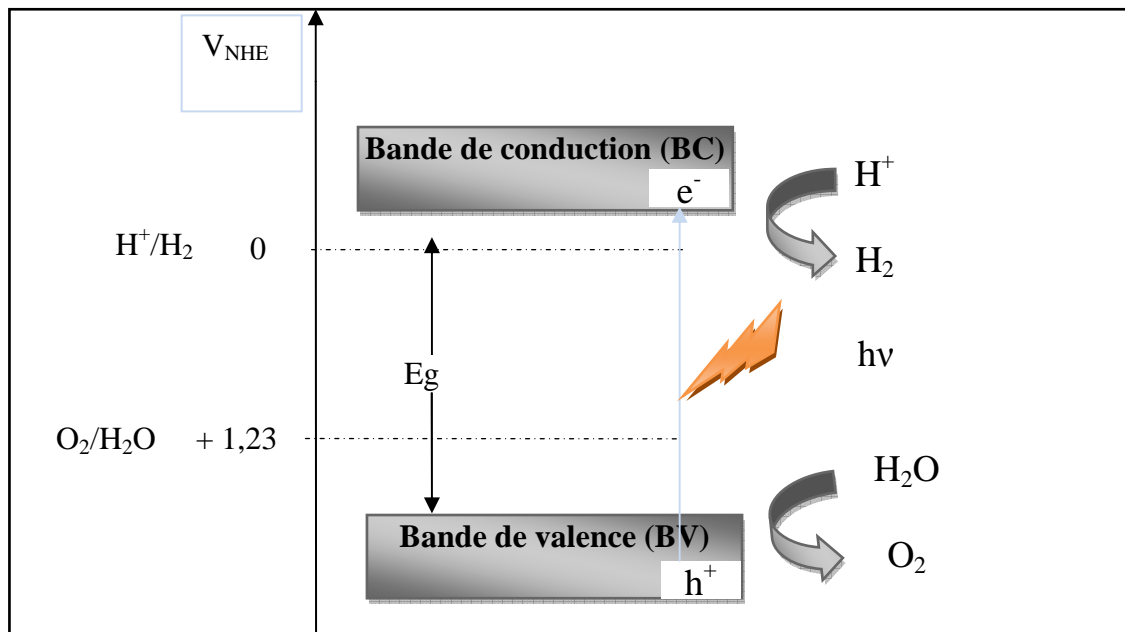 V_NHE
Bande de conduction (BC)
e⁻
H⁺
H⁺/H₂ 0
H₂
hν
Eg
O₂/H₂O + 1,23
H₂O
Bande de valence (BV)
O₂
h⁺